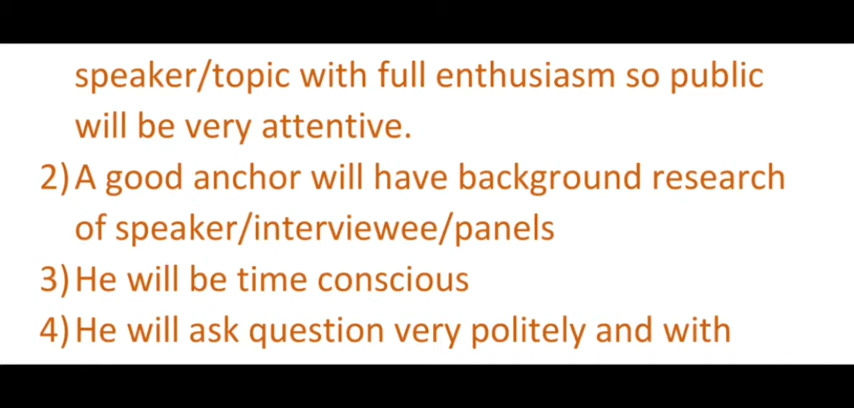 speaker/topic with full enthusiasm so public
will be very attentive.
2) A good anchor will have background research
of speaker/interviewee/panels
3) He will be time conscious
4) He will ask question very politely and with